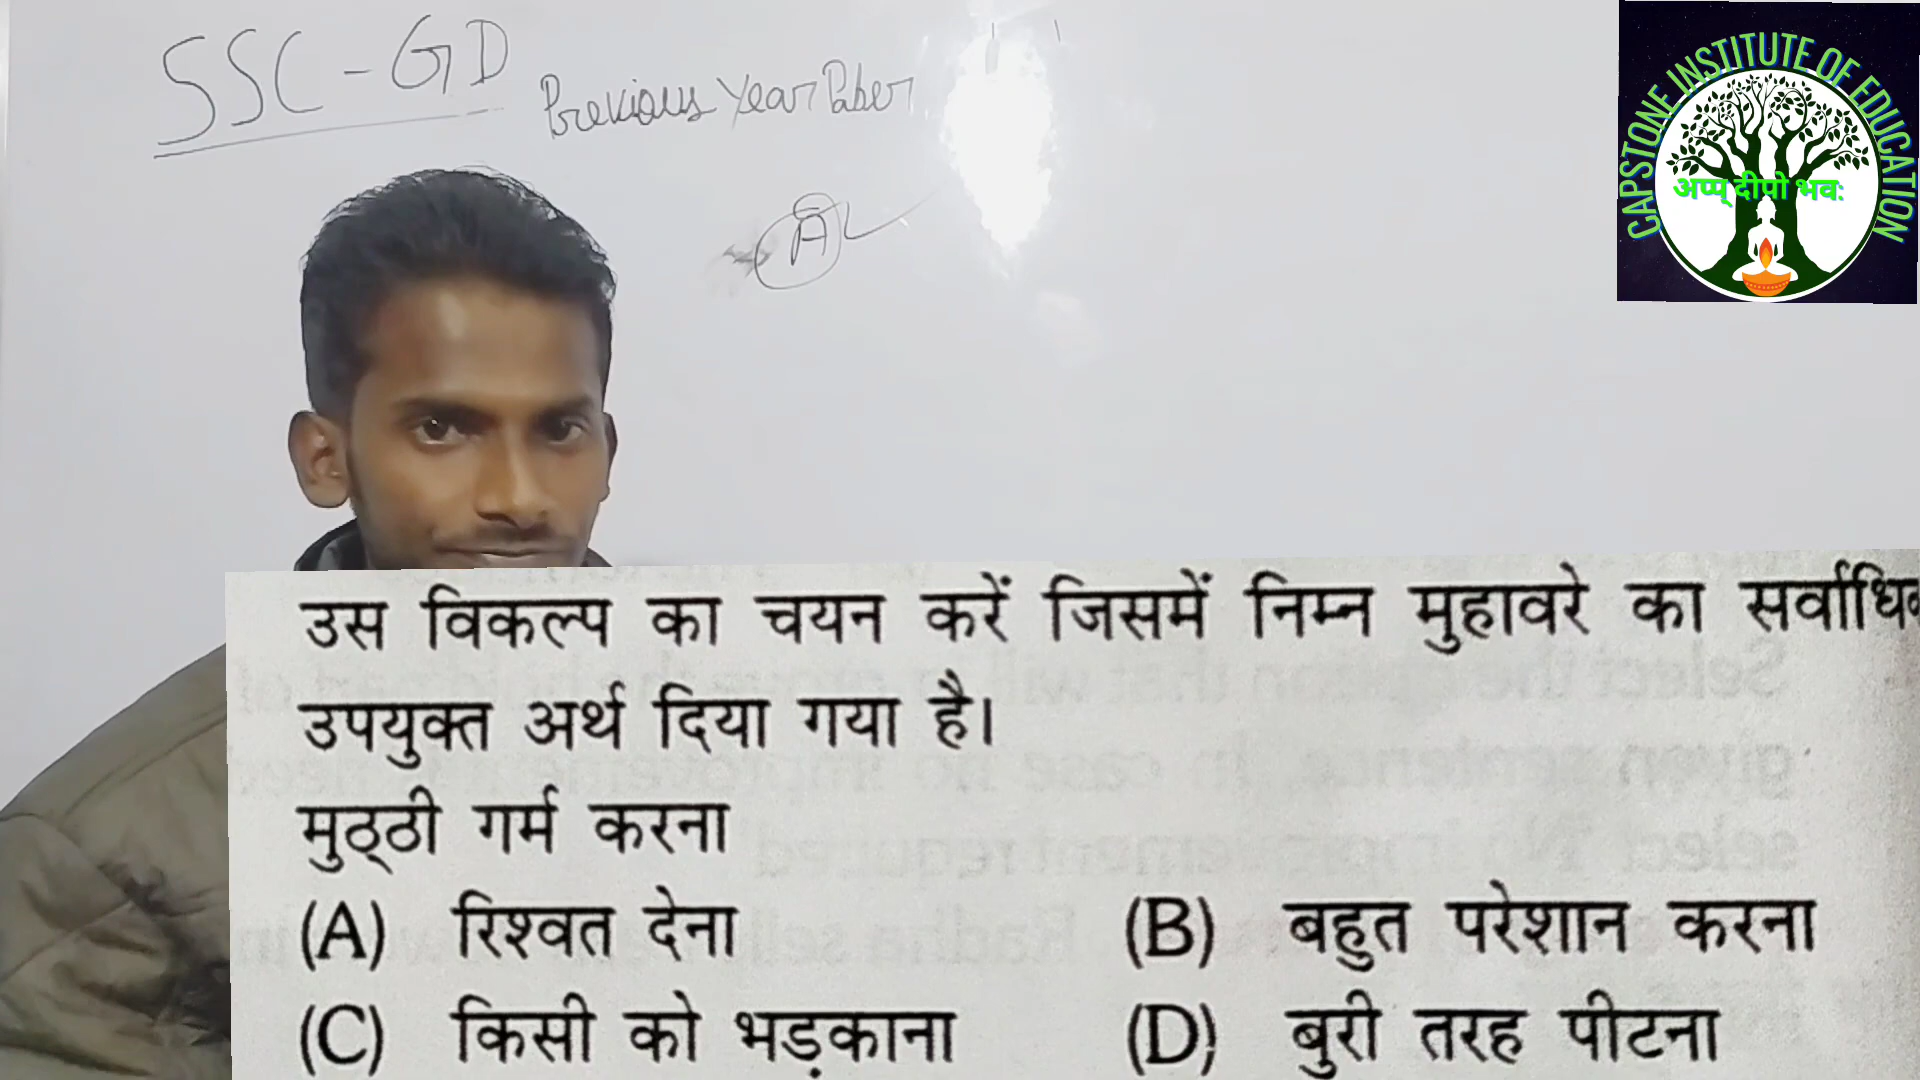 SSC-GD Previous Year Paper
A
CAPSTONE INSTITUTE OF EDUCATION
अप्प् दीपो भवः
उस विकल्प का चयन करें जिसमें निम्न मुहावरे का
उपयुक्त अर्थ दिया गया है।
मुठ्ठी गर्म करना
(A) रिश्वत देना (B) बहुत परेशान करना
(C) किसी को भड़काना (D) बुरी तरह पीटना